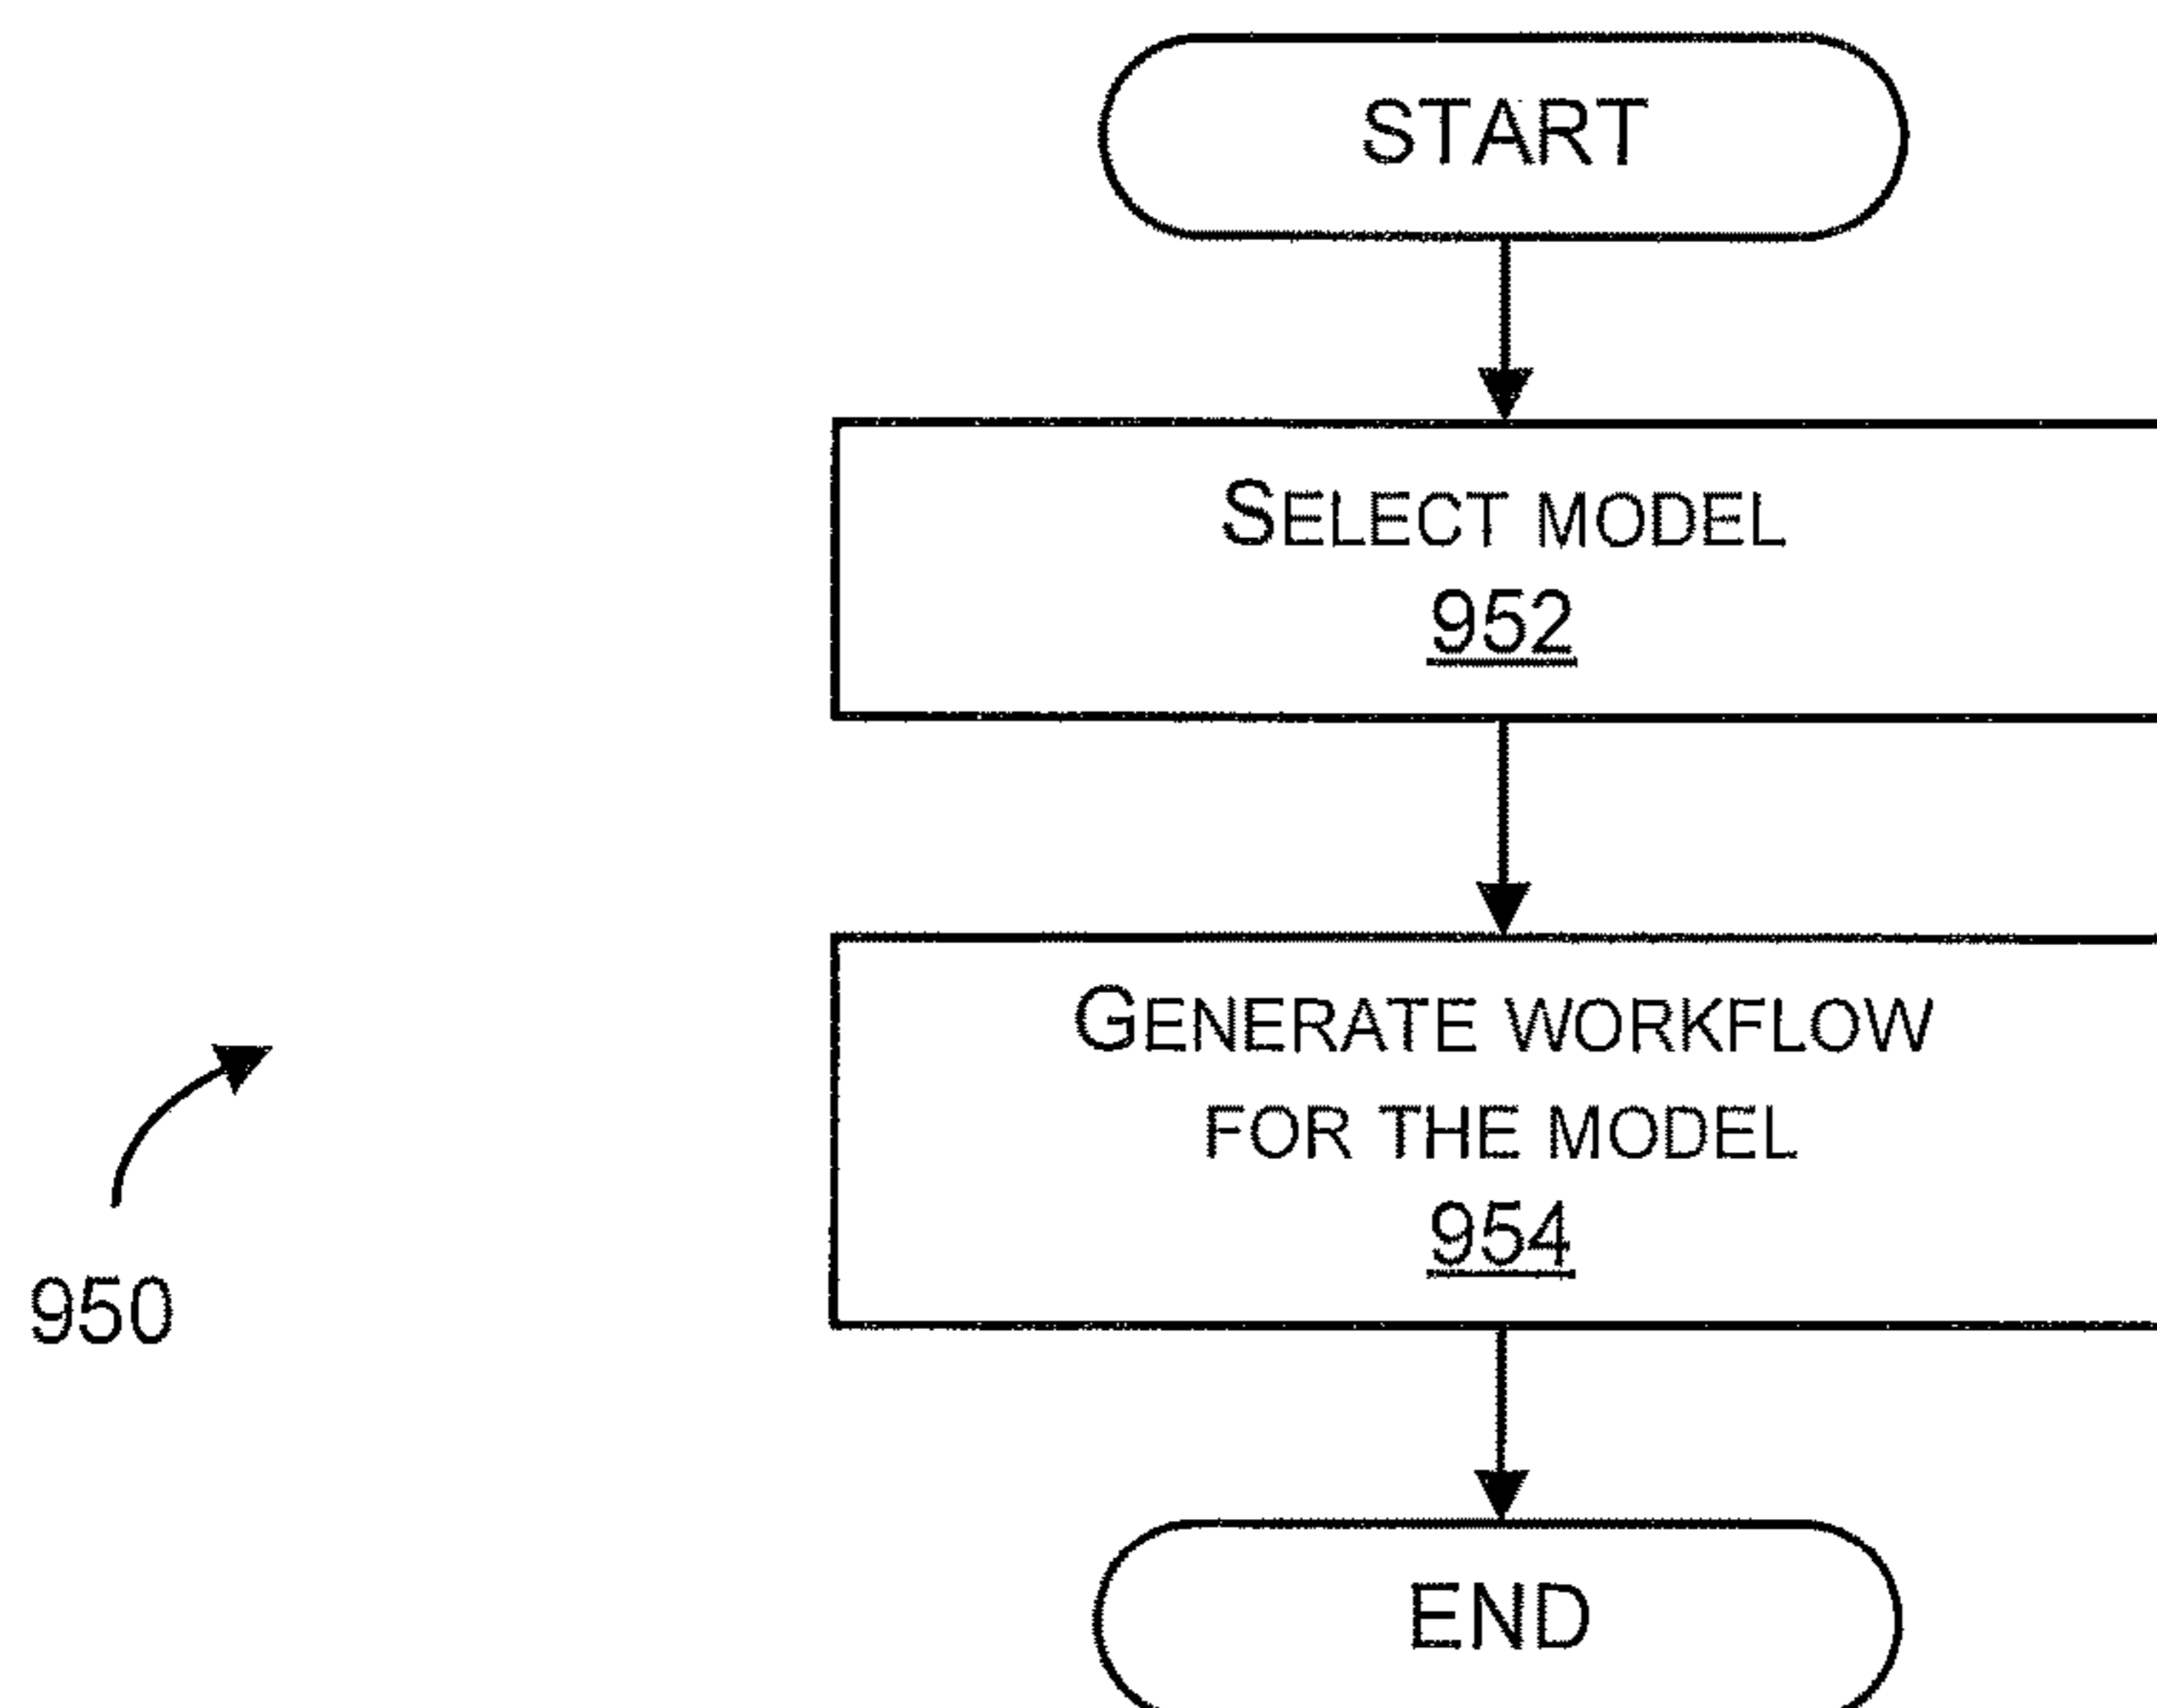 START
SELECT MODEL
952
GENERATE WORKFLOW
FOR THE MODEL
954
950
END